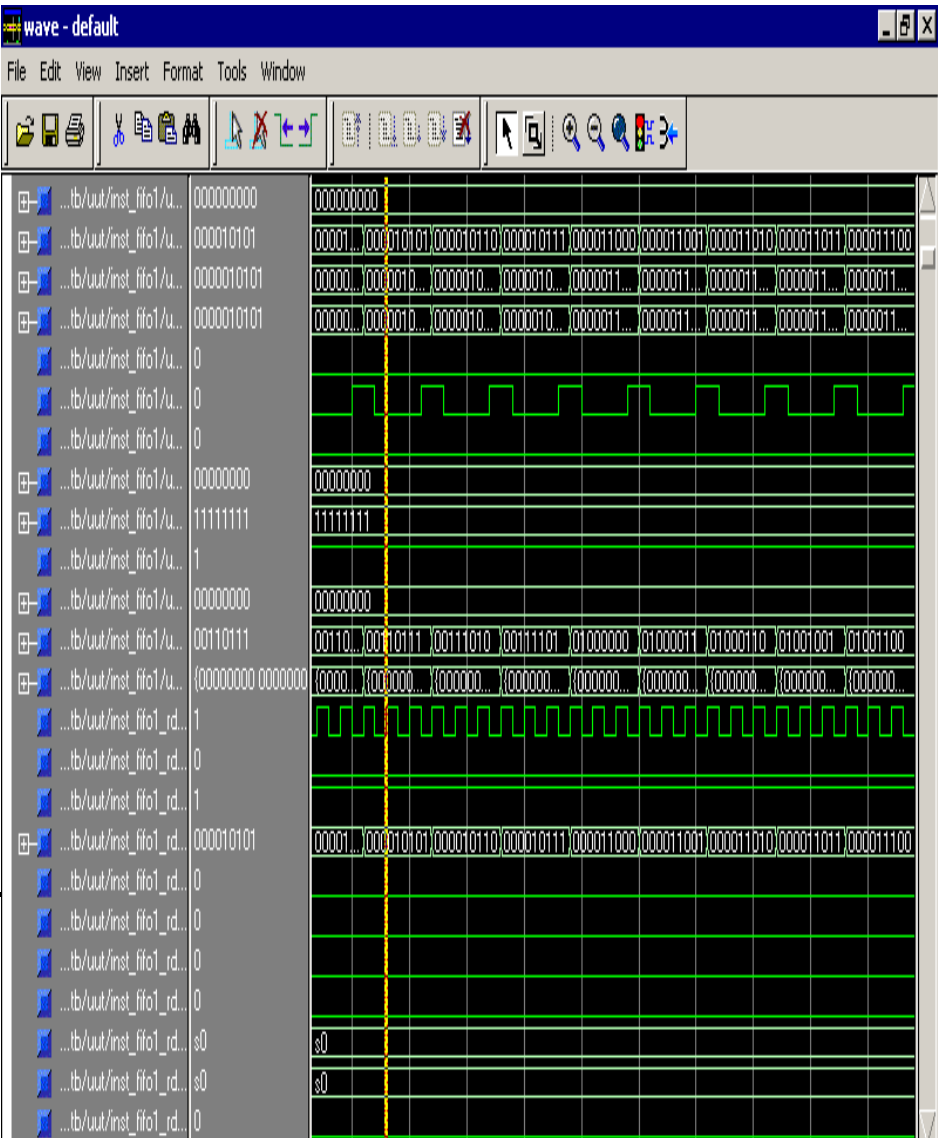 wave - default
File Edit View Insert Format Tools Window
...tb/uut/inst_fifo1/u... 000000000 000000000
...tb/uut/inst_fifo1/u... 000010101 00001... 000010101 000010110 000010111 000011000 000011001 000011010 000011011 000011100
...tb/uut/inst_fifo1/u... 0000010101 00000... 0000010... 0000010... 0000010... 0000011... 0000011... 0000011... 0000011... 0000011...
...tb/uut/inst_fifo1/u... 0000010101 00000... 0000010... 0000010... 0000010... 0000011... 0000011... 0000011... 0000011... 0000011...
...tb/uut/inst_fifo1/u... 0
...tb/uut/inst_fifo1/u... 0
...tb/uut/inst_fifo1/u... 0
...tb/uut/inst_fifo1/u... 00000000 00000000
...tb/uut/inst_fifo1/u... 11111111 11111111
...tb/uut/inst_fifo1/u... 1
...tb/uut/inst_fifo1/u... 00000000 00000000
...tb/uut/inst_fifo1/u... 00110111 00110... 00110111 00111010 00111101 01000000 01000011 01000110 01001001 01001100
...tb/uut/inst_fifo1/u... {00000000 0000000 {0000... {000000... {000000... {000000... {000000... {000000... {000000... {000000... {000000...
...tb/uut/inst_fifo1_rd... 1
...tb/uut/inst_fifo1_rd... 0
...tb/uut/inst_fifo1_rd... 1
...tb/uut/inst_fifo1_rd... 000010101 00001... 000010101 000010110 000010111 000011000 000011001 000011010 000011011 000011100
...tb/uut/inst_fifo1_rd... 0
...tb/uut/inst_fifo1_rd... 0
...tb/uut/inst_fifo1_rd... 0
...tb/uut/inst_fifo1_rd... 0
...tb/uut/inst_fifo1_rd... s0 s0
...tb/uut/inst_fifo1_rd... s0 s0
...tb/uut/inst_fifo1_rd... 0